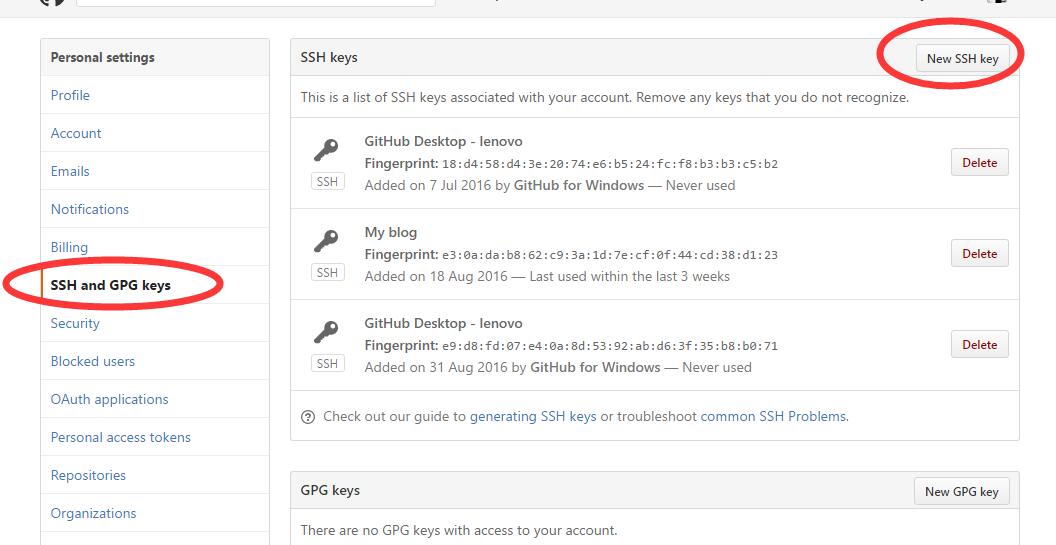 Personal settings
Profile
Account
Emails
Notifications
Billing
SSH and GPG keys
Security
Blocked users
OAuth applications
Personal access tokens
Repositories
Organizations
SSH keys
New SSH key
This is a list of SSH keys associated with your account. Remove any keys that you do not recognize.
GitHub Desktop - lenovo
SSH
Fingerprint: 18:d4:58:d4:3e:20:74:e6:b5:24:fc:f8:b3:b3:c5:b2
Added on 7 Jul 2016 by GitHub for Windows — Never used
Delete
My blog
SSH
Fingerprint: e3:0a:da:b8:62:c9:3a:1d:7e:cf:0f:44:cd:38:d1:23
Added on 18 Aug 2016 — Last used within the last 3 weeks
Delete
GitHub Desktop - lenovo
SSH
Fingerprint: e9:d8:fd:07:e4:0a:8d:53:92:ab:d6:3f:35:b8:b0:71
Added on 31 Aug 2016 by GitHub for Windows — Never used
Delete
Check out our guide to generating SSH keys or troubleshoot common SSH Problems.
GPG keys
New GPG key
There are no GPG keys with access to your account.